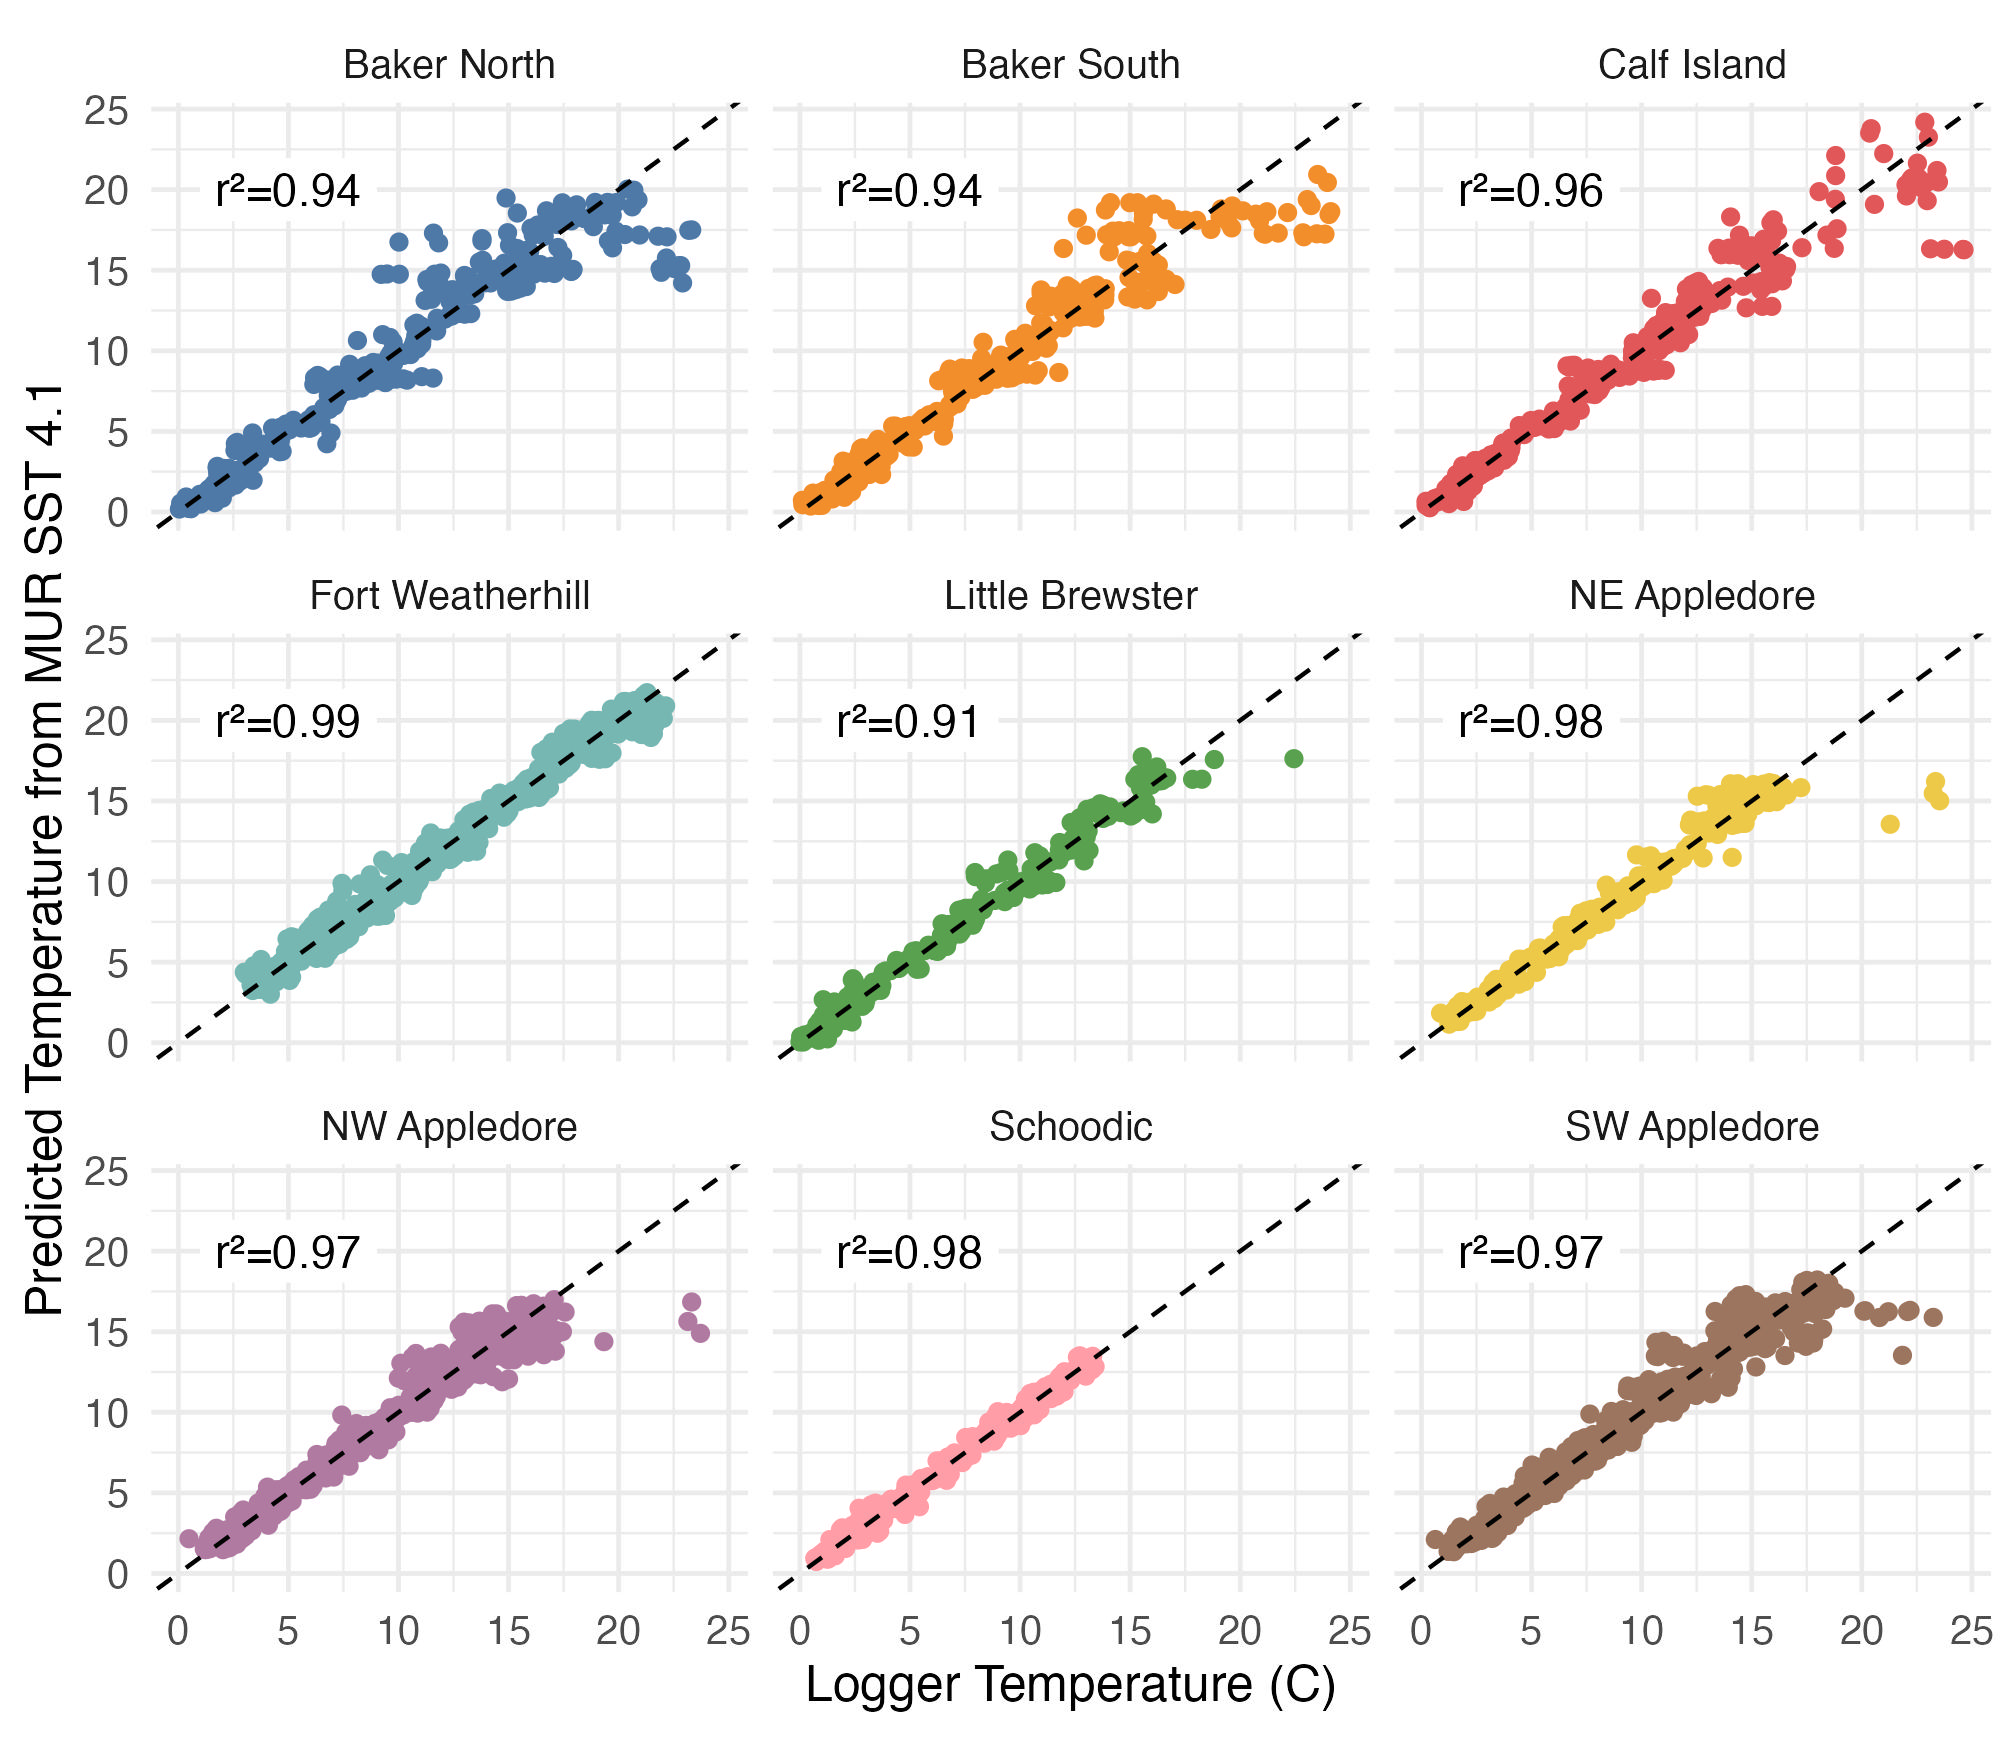 Baker North
Baker South
Calf Island
25
20
15
10
5
0
r²=0.94
r²=0.94
r²=0.96
Fort Weatherhill
Little Brewster
NE Appledore
25
20
15
10
5
0
r²=0.99
r²=0.91
r²=0.98
NW Appledore
Schoodic
SW Appledore
25
20
15
10
5
0
r²=0.97
r²=0.98
r²=0.97
0 5 10 15 20 25
0 5 10 15 20 25
0 5 10 15 20 25
Logger Temperature (C)
Predicted Temperature from MUR SST 4.1